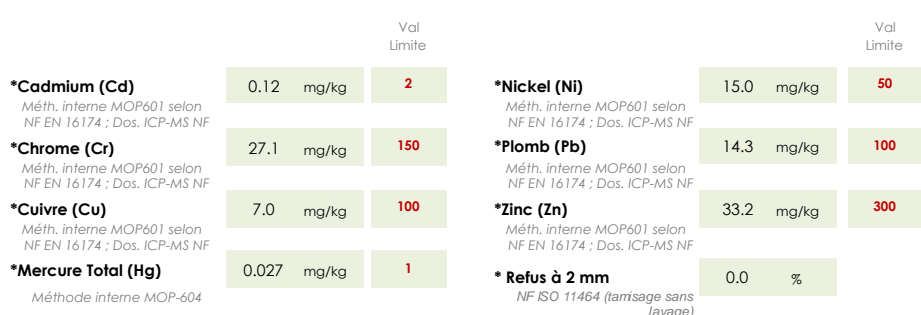 Val
Limite
*Cadmium (Cd) 0.12 mg/kg 2
Méth. interne MOP601 selon
NF EN 16174 ; Dos. ICP-MS NF
*Chrome (Cr) 27.1 mg/kg 150
Méth. interne MOP601 selon
NF EN 16174 ; Dos. ICP-MS NF
*Cuivre (Cu) 7.0 mg/kg 100
Méth. interne MOP601 selon
NF EN 16174 ; Dos. ICP-MS NF
*Mercure Total (Hg) 0.027 mg/kg 1
Méthode interne MOP-604
Val
Limite
*Nickel (Ni) 15.0 mg/kg 50
Méth. interne MOP601 selon
NF EN 16174 ; Dos. ICP-MS NF
*Plomb (Pb) 14.3 mg/kg 100
Méth. interne MOP601 selon
NF EN 16174 ; Dos. ICP-MS NF
*Zinc (Zn) 33.2 mg/kg 300
Méth. interne MOP601 selon
NF EN 16174 ; Dos. ICP-MS NF
* Refus à 2 mm 0.0 %
NF ISO 11464 (tamisage sans
lavage)